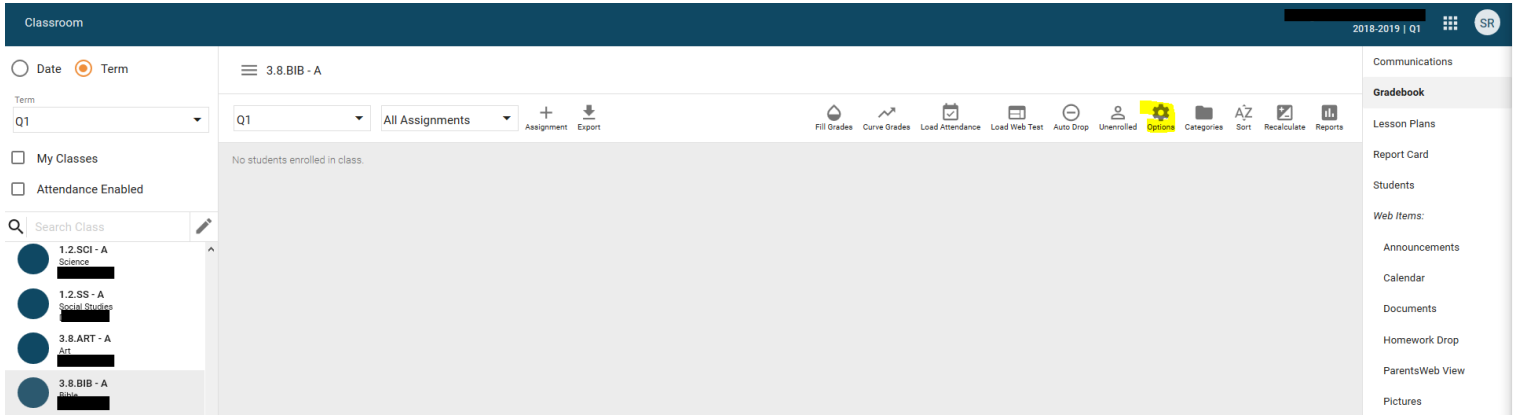 Classroom
2018-2019 | Q1
SR
Date
Term
Term
Q1
My Classes
Attendance Enabled
Search Class
1.2.SCI - A
Science
1.2.SS - A
Social Studies
3.8.ART - A
Art
3.8.BIB - A
Bible
3.8.BIB - A
Q1
All Assignments
Assignment
Export
Fill Grades
Curve Grades
Load Attendance
Load Web Test
Auto Drop
Unenrolled
Options
Categories
AZ
Sort
Recalculate
Reports
No students enrolled in class.
Communications
Gradebook
Lesson Plans
Report Card
Students
Web Items:
Announcements
Calendar
Documents
Homework Drop
ParentsWeb View
Pictures